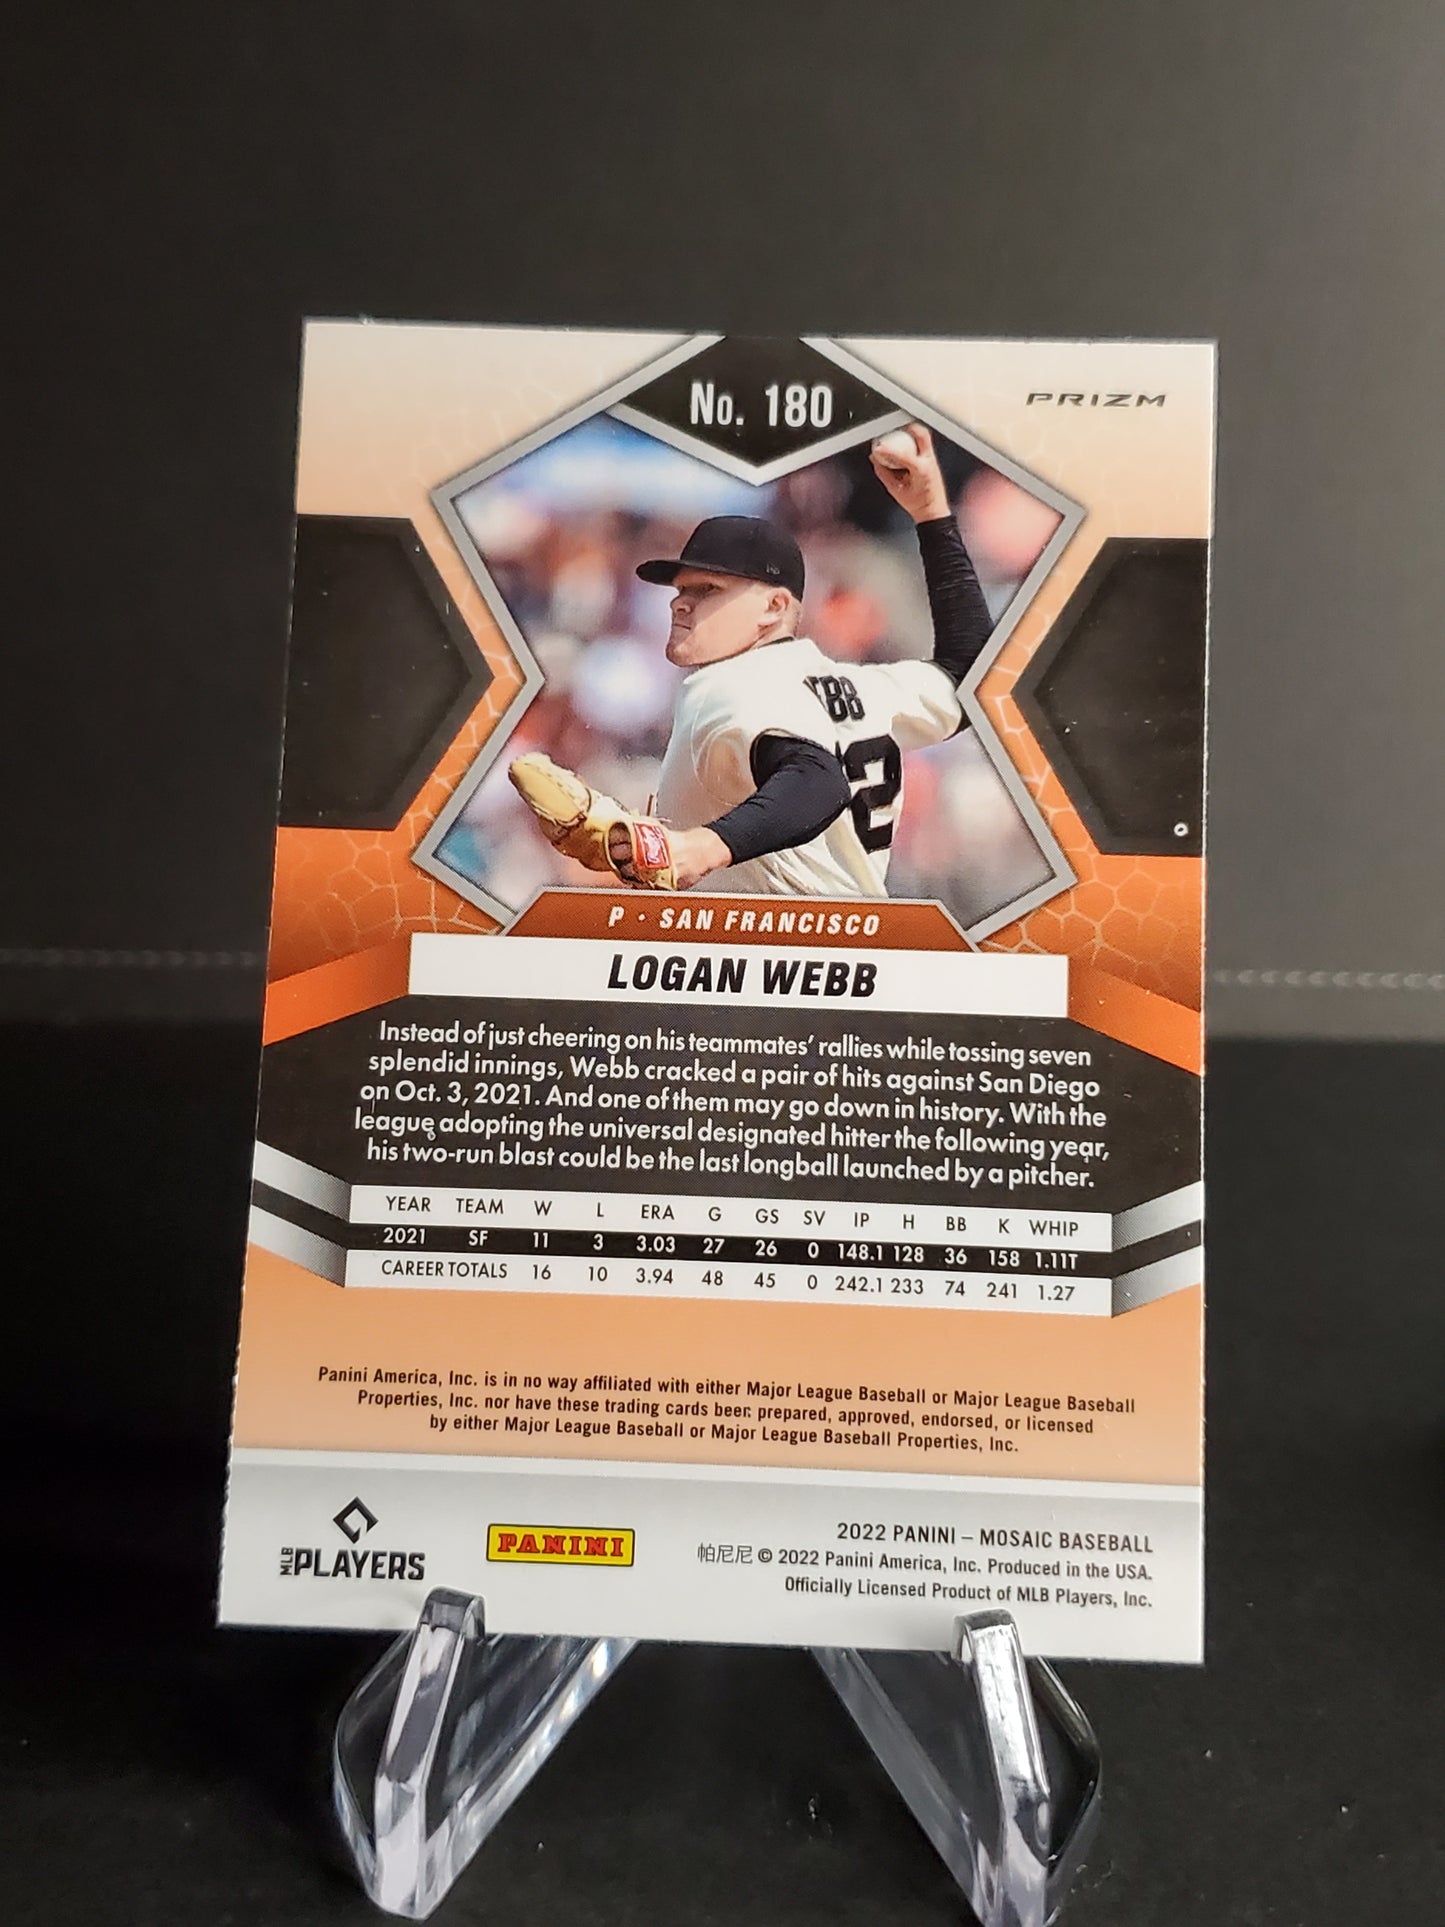 No. 180
PRIZM
EBB
2
P · SAN FRANCISCO
LOGAN WEBB
Instead of just cheering on his teammates' rallies while tossing seven
splendid innings, Webb cracked a pair of hits against San Diego
on Oct. 3, 2021. And one of them may go down in history. With the
league adopting the universal designated hitter the following year,
his two-run blast could be the last longball launched by a pitcher.
YEAR TEAM W L ERA G GS SV IP H BB K WHIP
2021 SF 11 3 3.03 27 26 0 148.1 128 36 158 1.11T
CAREER TOTALS 16 10 3.94 48 45 0 242.1 233 74 241 1.27
Panini America, Inc. is in no way affiliated with either Major League Baseball or Major League Baseball
Properties, Inc. nor have these trading cards been prepared, approved, endorsed, or licensed
by either Major League Baseball or Major League Baseball Properties, Inc.
MLB PLAYERS
PANINI
2022 PANINI – MOSAIC BASEBALL
帕尼尼 © 2022 Panini America, Inc. Produced in the USA.
Officially Licensed Product of MLB Players, Inc.